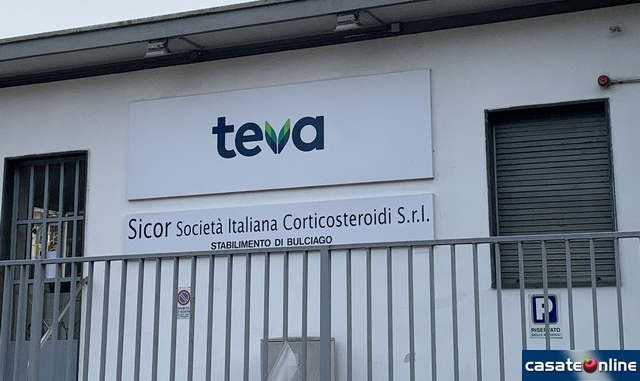 teva
Sicor Società Italiana Corticosteroidi S.r.l.
STABILIMENTO DI BULCIAGO
P
RISERVATO
casateonline